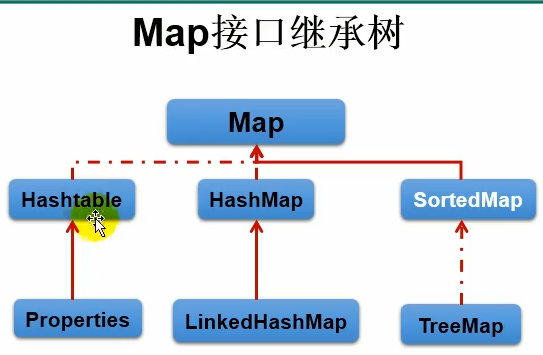 Map接口继承树
Map
Hashtable
HashMap
SortedMap
Properties
LinkedHashMap
TreeMap